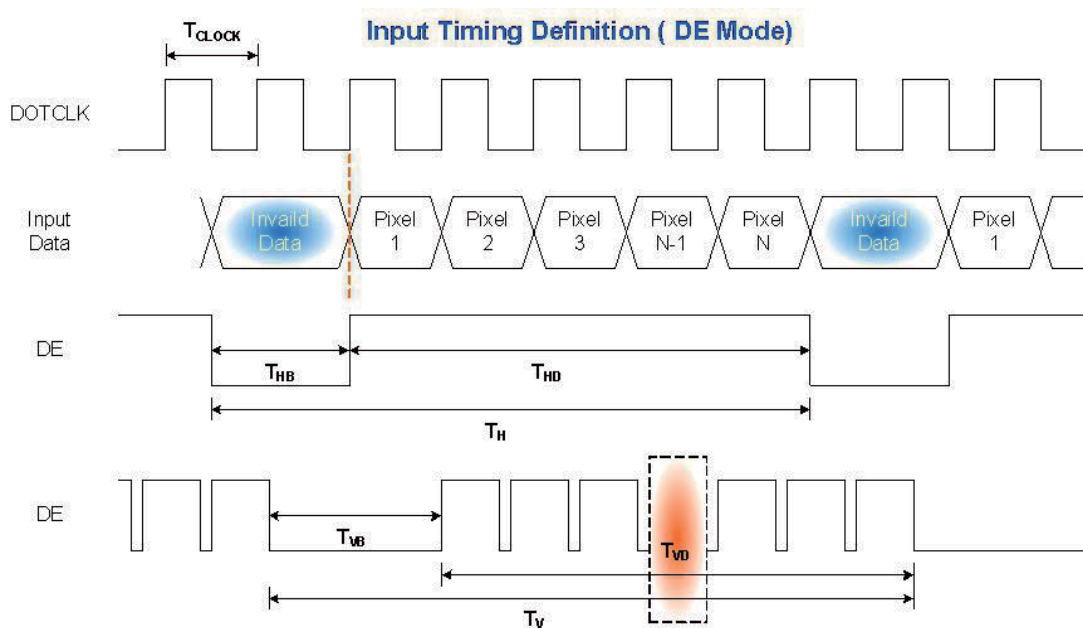 Input Timing Definition ( DE Mode)
TCLOCK
DOTCLK
Input
Data
Invaild
Data
Pixel
1
Pixel
2
Pixel
3
Pixel
N-1
Pixel
N
Invaild
Data
Pixel
1
DE
THB
THD
TH
DE
TVB
TVD
TV